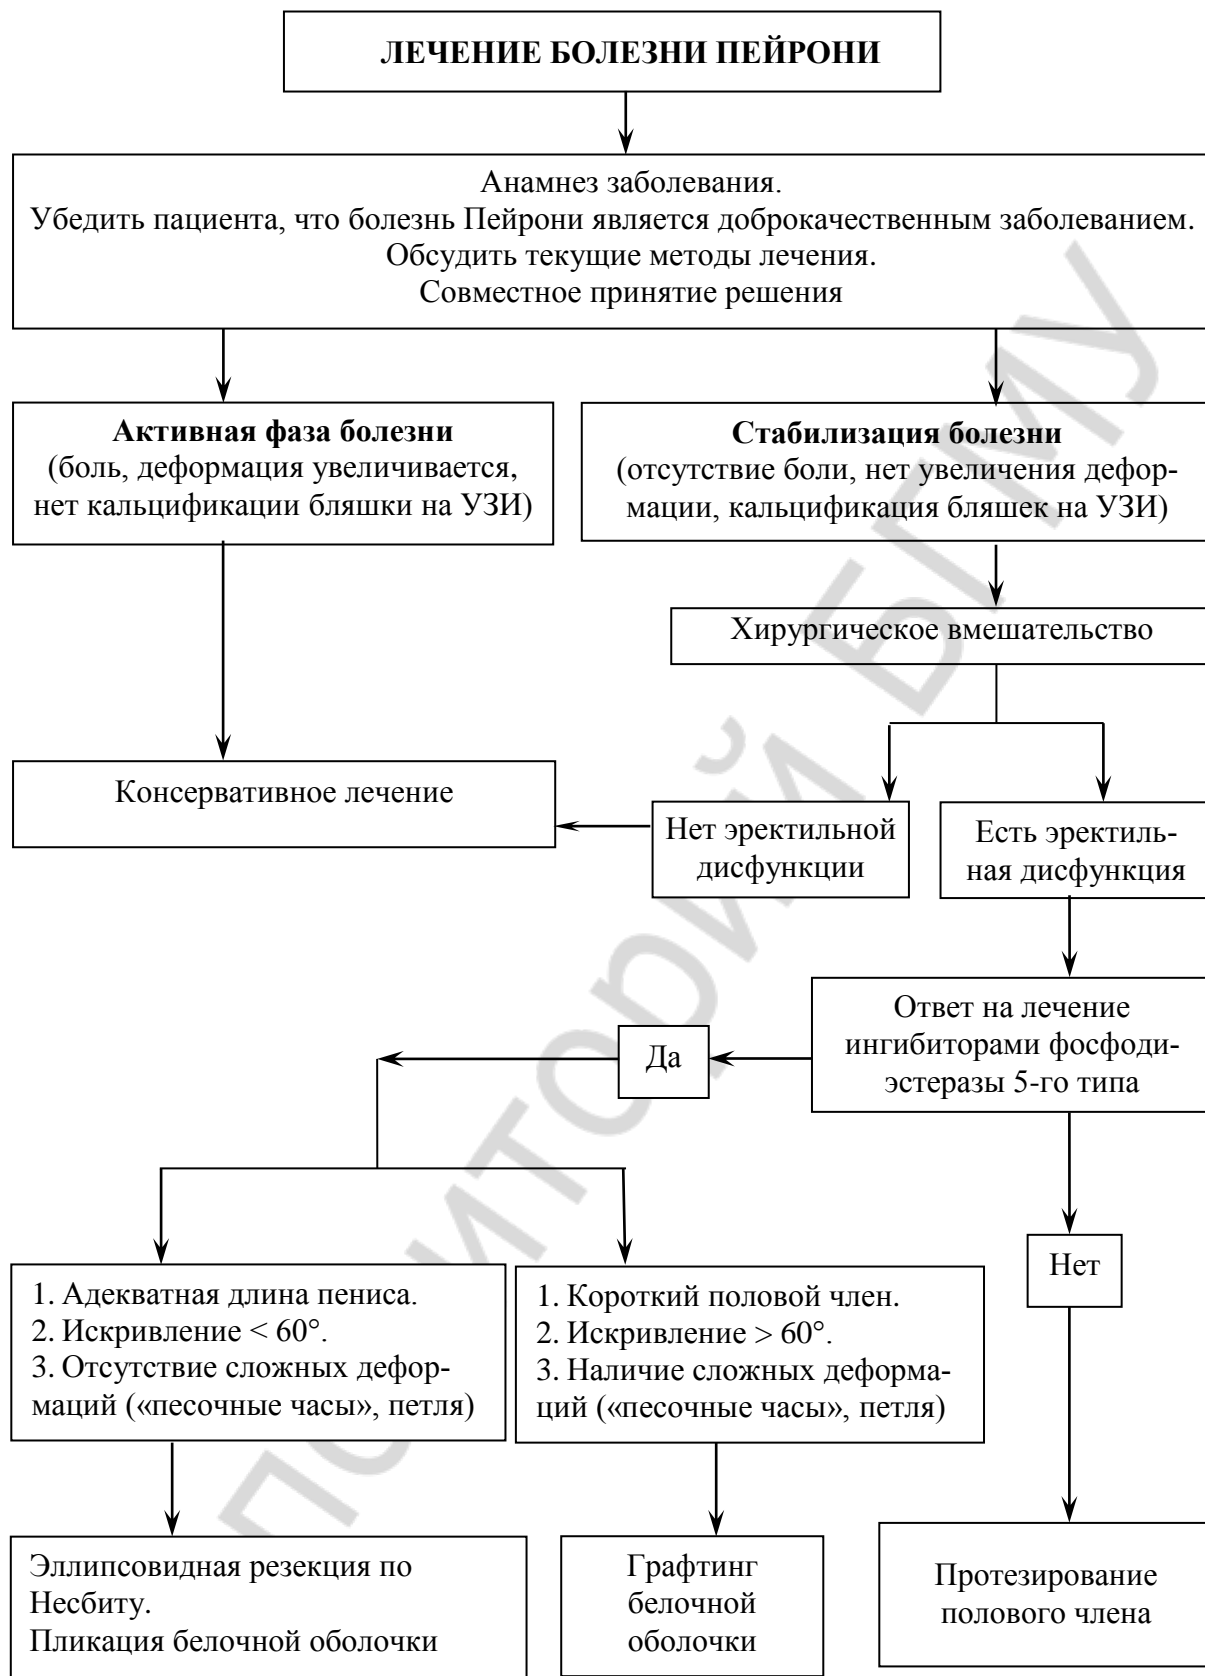 ЛЕЧЕНИЕ БОЛЕЗНИ ПЕЙРОНИ
Анамнез заболевания.
Убедить пациента, что болезнь Пейрони является доброкачественным заболеванием.
Обсудить текущие методы лечения.
Совместное принятие решения
Активная фаза болезни
(боль, деформация увеличивается,
нет кальцификации бляшки на УЗИ)
Стабилизация болезни
(отсутствие боли, нет увеличения дефор-
мации, кальцификация бляшек на УЗИ)
Хирургическое вмешательство
Консервативное лечение
Нет эректильной
дисфункции
Есть эректиль-
ная дисфункция
Ответ на лечение
ингибиторами фосфоди-
эстеразы 5-го типа
Да
Нет
1. Адекватная длина пениса.
2. Искривление < 60°.
3. Отсутствие сложных дефор-
маций («песочные часы», петля)
1. Короткий половой член.
2. Искривление > 60°.
3. Наличие сложных деформа-
ций («песочные часы», петля)
Эллипсовидная резекция по
Несбиту.
Пликация белочной оболочки
Графтинг
белочной
оболочки
Протезирование
полового члена
позиторий БГМУ